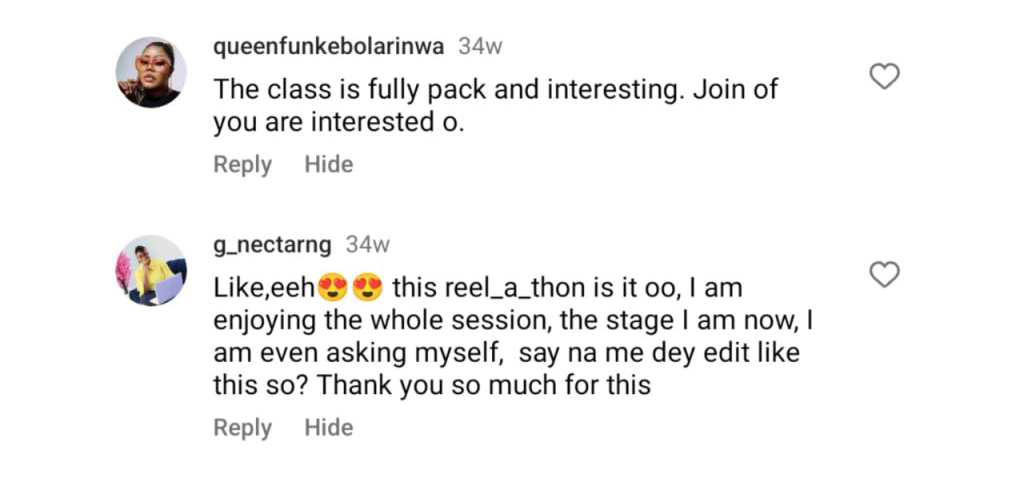 queenfunkebolarinwa 34w
The class is fully pack and interesting. Join of
you are interested o.
Reply Hide
g_nectarng 34w
Like,eeh😍😍 this reel_a_thon is it oo, I am
enjoying the whole session, the stage I am now, I
am even asking myself,  say na me dey edit like
this so? Thank you so much for this
Reply Hide